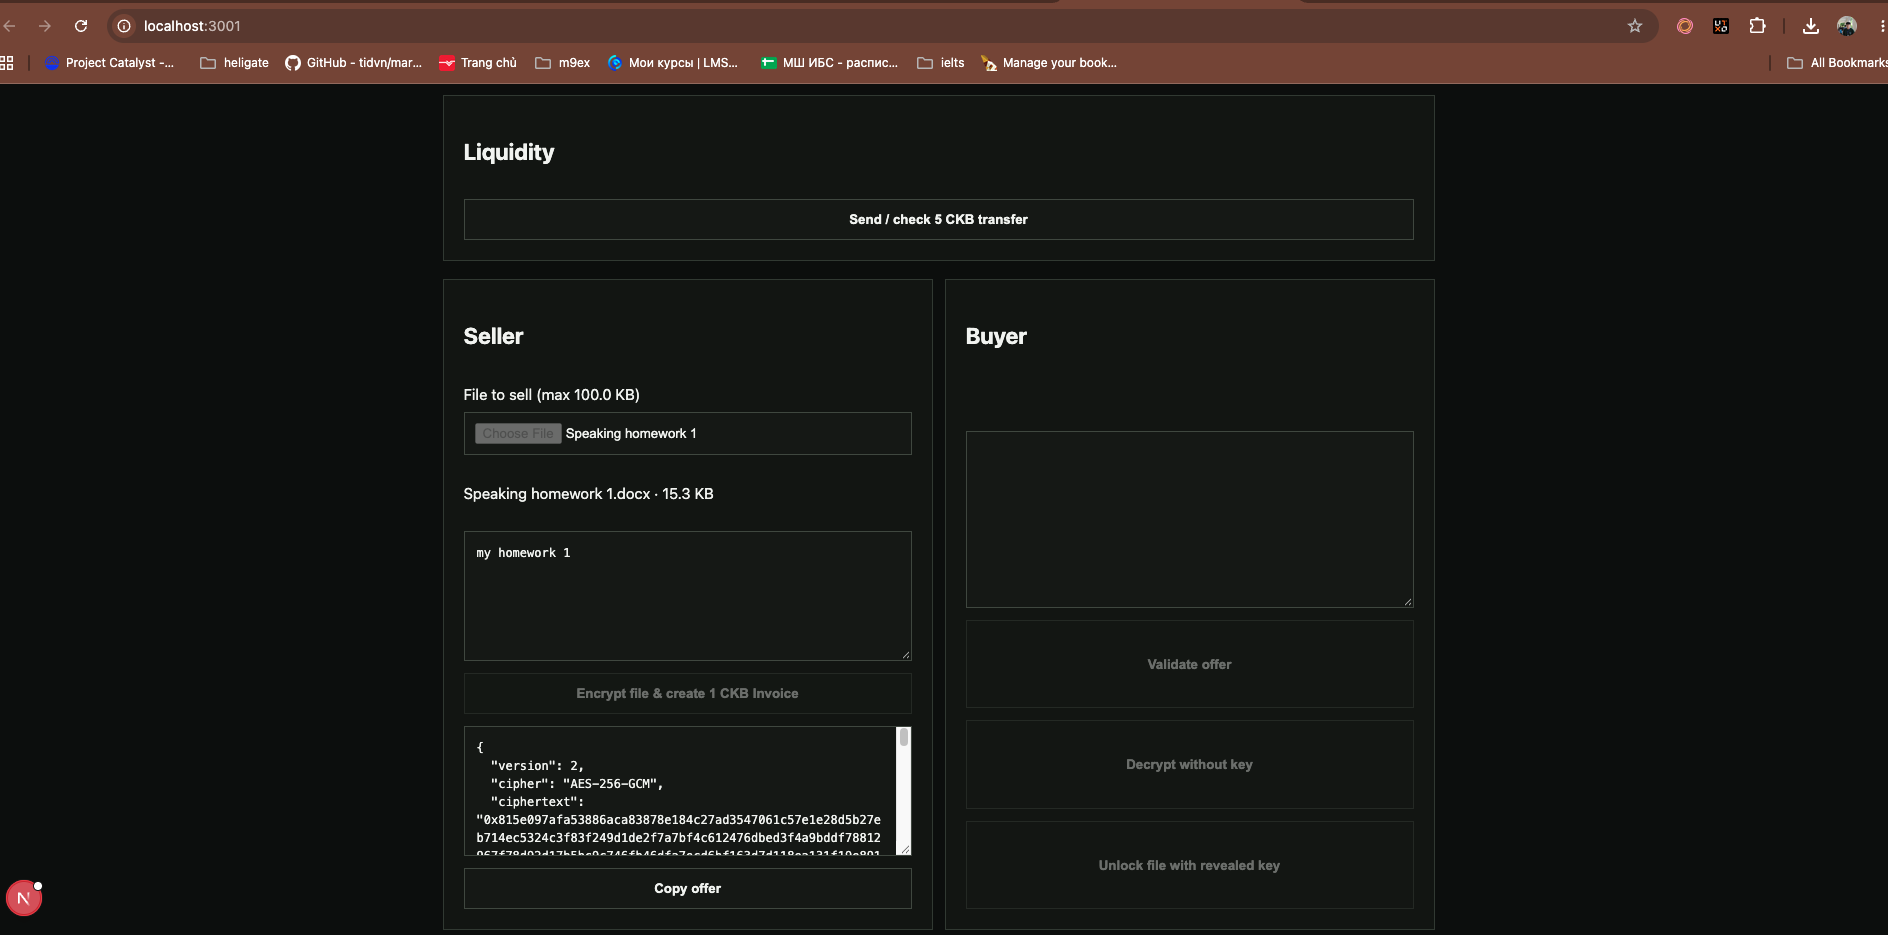 localhost:3001
Project Catalyst -...
heligate
GitHub - tidvn/mar...
Trang chủ
m9ex
Мои курсы | LMS...
МШ ИБС - распис...
ielts
Manage your book...
All Bookmarks
Liquidity
Send / check 5 CKB transfer
Seller
File to sell (max 100.0 KB)
Choose File Speaking homework 1
Speaking homework 1.docx · 15.3 KB
my homework 1
Encrypt file & create 1 CKB Invoice
{
"version": 2,
"cipher": "AES-256-GCM",
"ciphertext":
"0x815e097afa53886aca83878e184c27ad3547061c57e1e28d5b27e
b714ec5324c3f83f249d1de2f7a7bf4c612476dbed3f4a9bddf78812
Copy offer
Buyer
Validate offer
Decrypt without key
Unlock file with revealed key
N